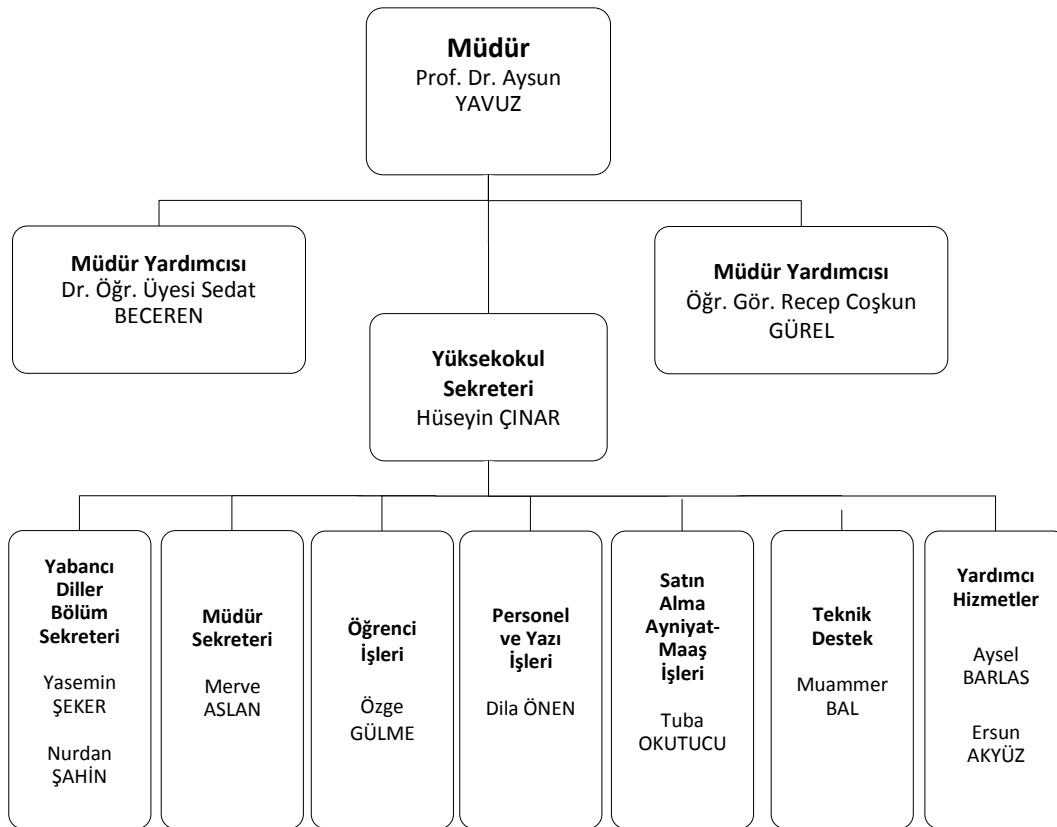 Müdür
Prof. Dr. Aysun
YAVUZ
Müdür Yardımcısı
Dr. Öğr. Üyesi Sedat
BECEREN
Müdür Yardımcısı
Öğr. Gör. Recep Coşkun
GÜREL
Yüksekokul
Sekreteri
Hüseyin ÇINAR
Yabancı
Diller
Bölüm
Sekreteri
Yasemin
ŞEKER
Nurdan
ŞAHİN
Müdür
Sekreteri
Merve
ASLAN
Öğrenci
İşleri
Özge
GÜLME
Personel
ve Yazı
İşleri
Dila ÖNEN
Satın
Alma
Ayniyat-
Maaş
İşleri
Tuba
OKUTUCU
Teknik
Destek
Muammer
BAL
Yardımcı
Hizmetler
Aysel
BARLAS
Ersun
AKYÜZ